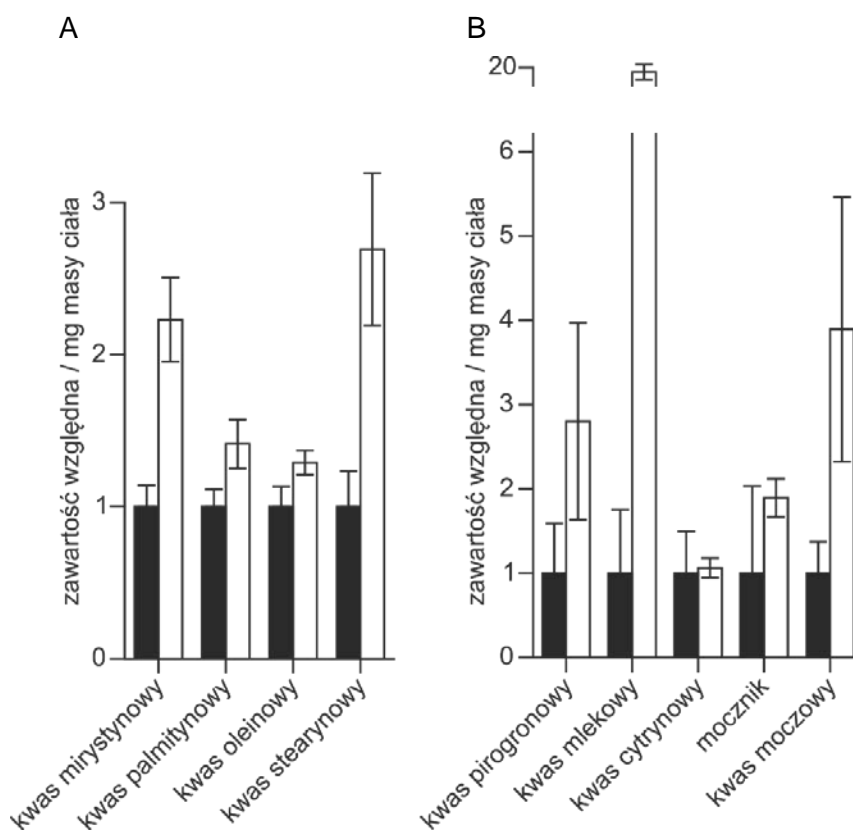 A
zawartość względna / mg masy ciała
3
2
1
0
kwas mirystynowy
kwas palmitynowy
kwas oleinowy
kwas stearynowy
B
zawartość względna / mg masy ciała
20
6
5
4
3
2
1
0
kwas pirogronowy
kwas mlekowy
kwas cytrynowy
mocznik
kwas moczowy